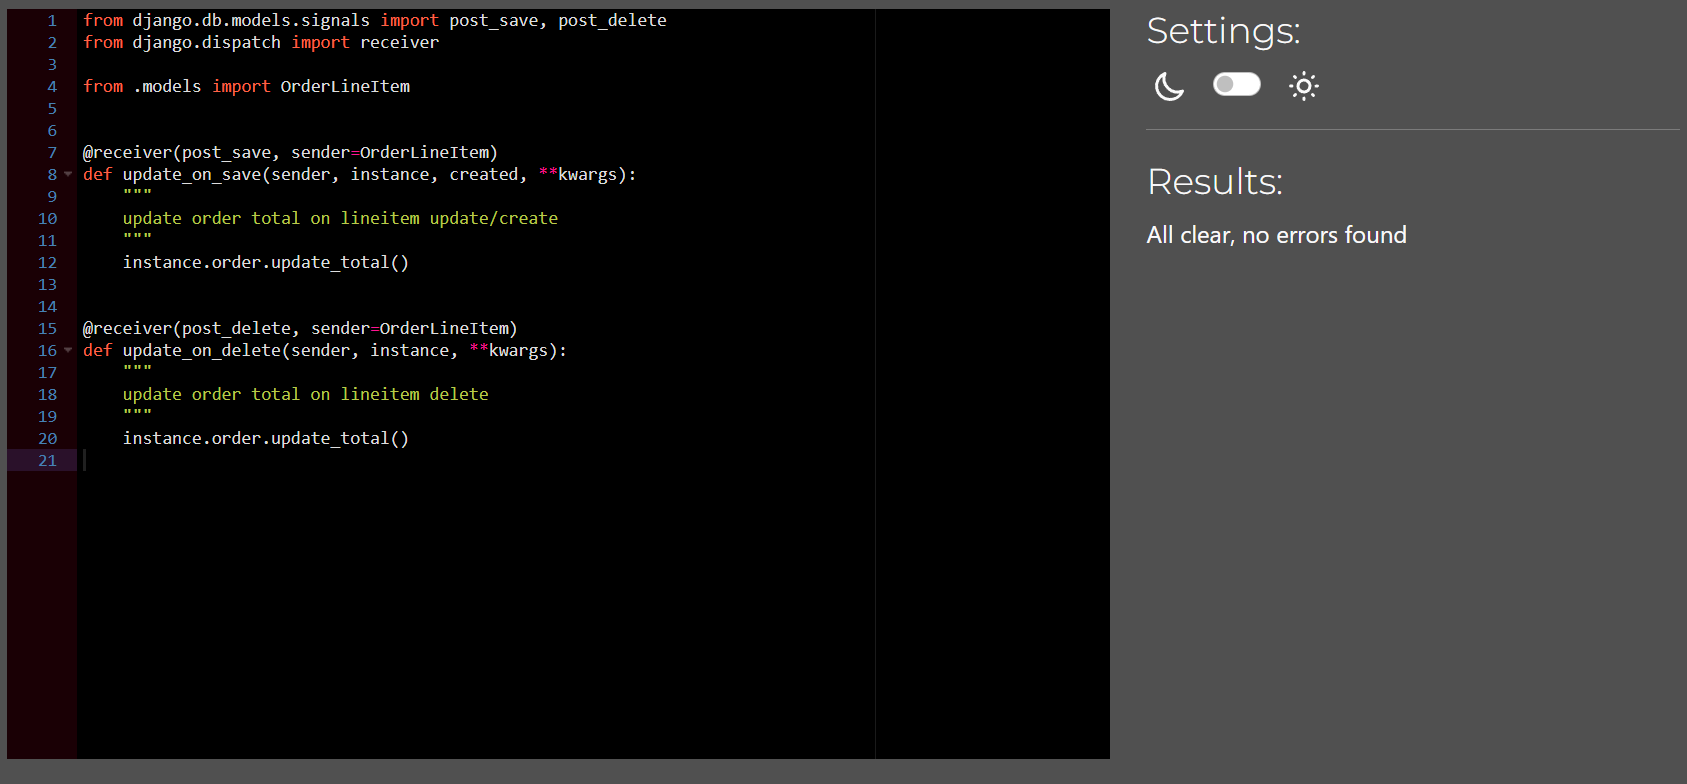 1 from django.db.models.signals import post_save, post_delete
2 from django.dispatch import receiver
3
4 from .models import OrderLineItem
5
6
7 @receiver(post_save, sender=OrderLineItem)
8 def update_on_save(sender, instance, created, **kwargs):
9     """
10     update order total on lineitem update/create
11     """
12     instance.order.update_total()
13
14
15 @receiver(post_delete, sender=OrderLineItem)
16 def update_on_delete(sender, instance, **kwargs):
17     """
18     update order total on lineitem delete
19     """
20     instance.order.update_total()
21
Settings:
Results:
All clear, no errors found